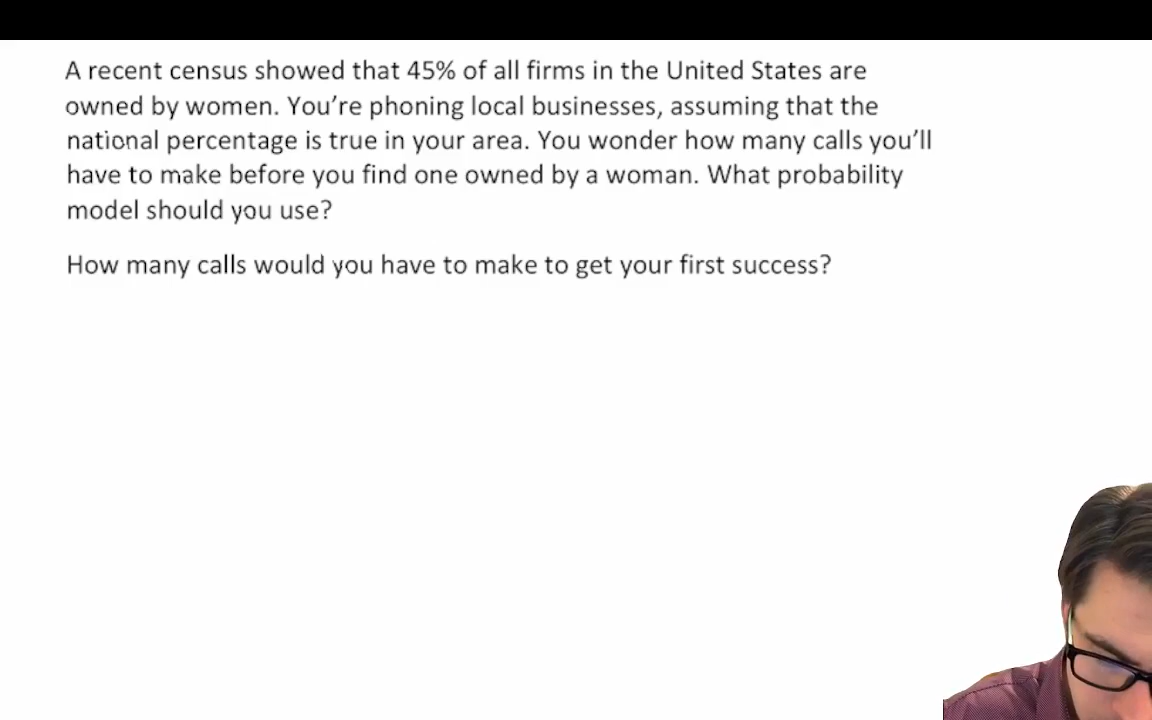 A recent census showed that 45% of all firms in the United States are
owned by women. You’re phoning local businesses, assuming that the
national percentage is true in your area. You wonder how many calls you’ll
have to make before you find one owned by a woman. What probability
model should you use?
How many calls would you have to make to get your first success?